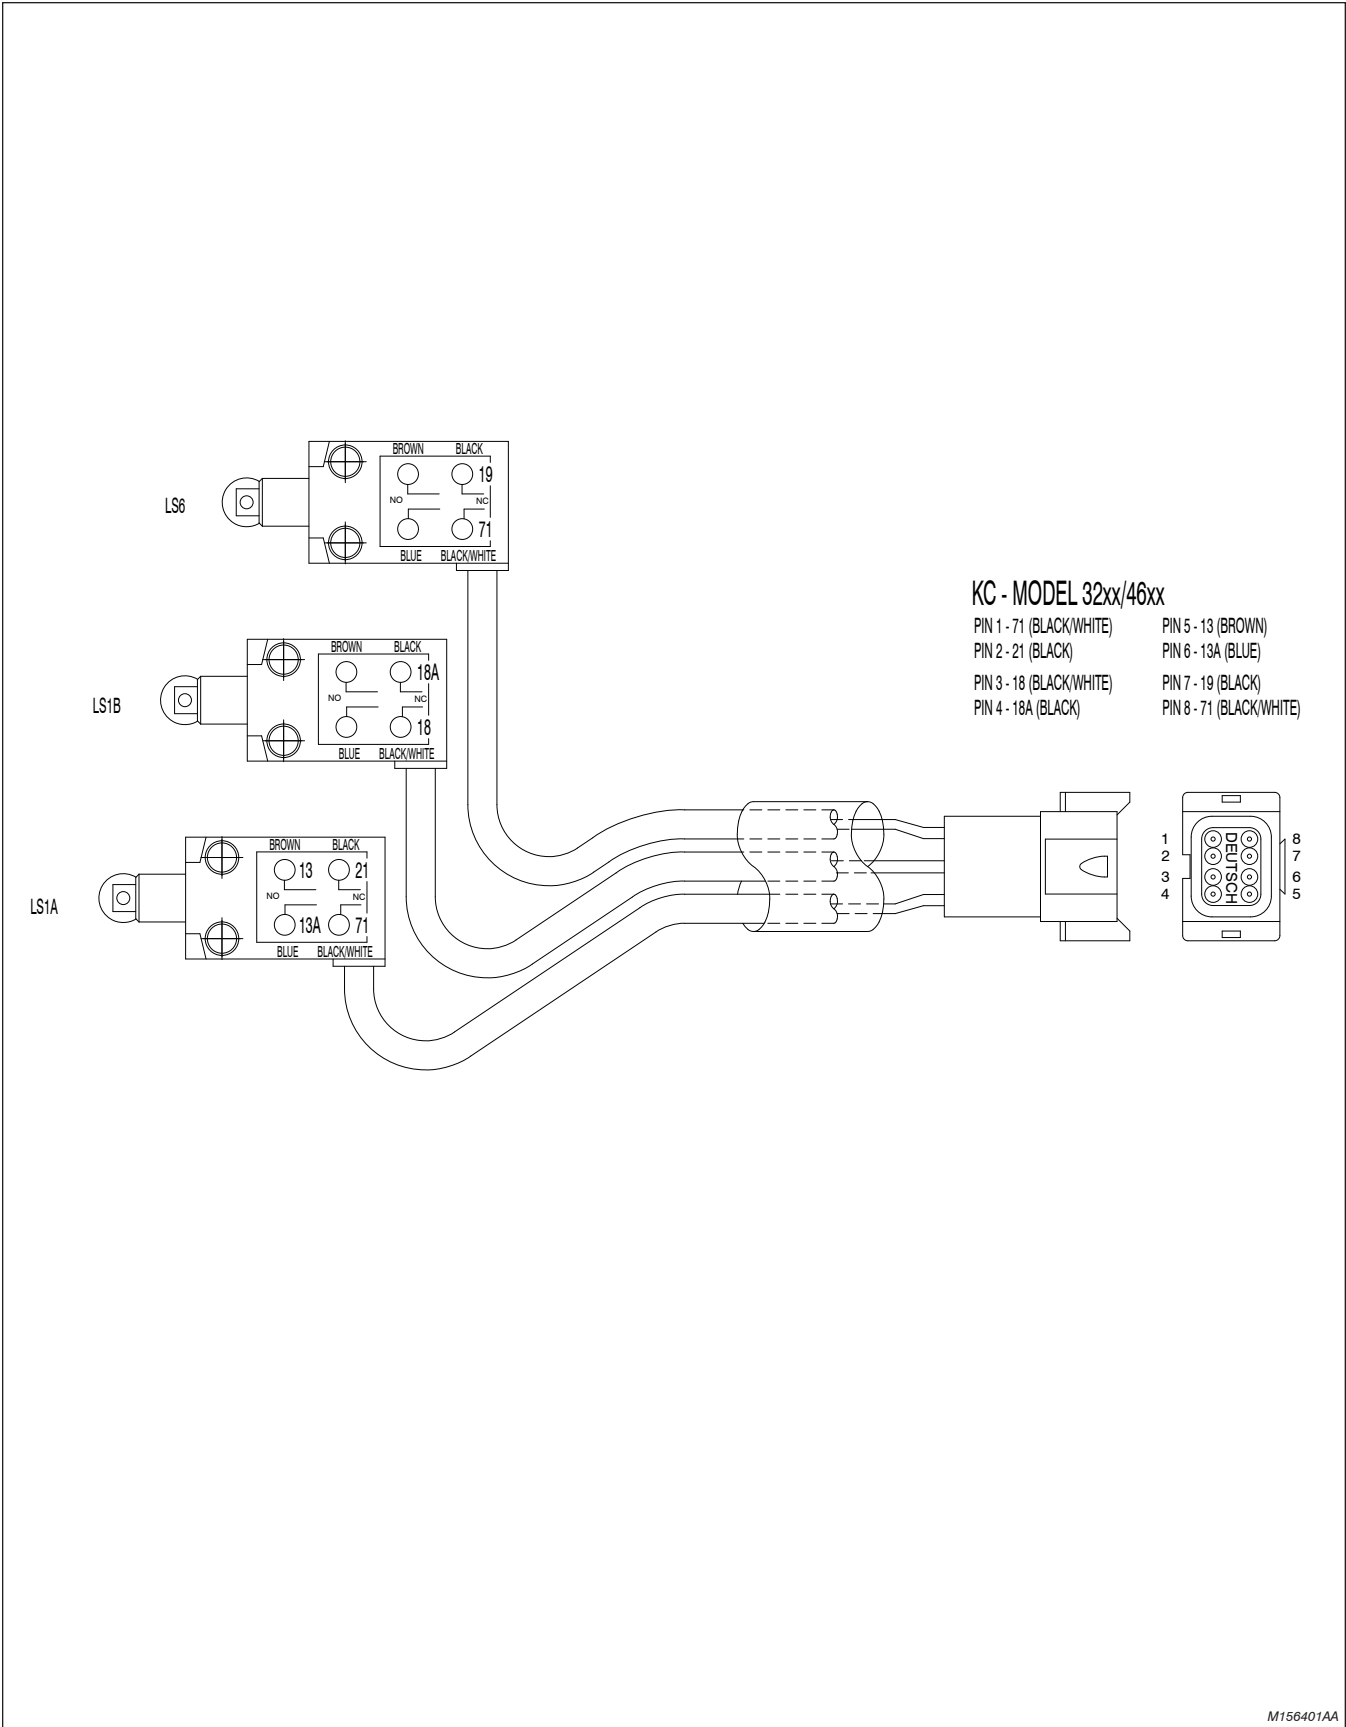 BROWN BLACK
19
LS6
NO NC
71
BLUE BLACK/WHITE
KC - MODEL 32xx/46xx
PIN 1 - 71 (BLACK/WHITE) PIN 5 - 13 (BROWN)
PIN 2 - 21 (BLACK) PIN 6 - 13A (BLUE)
PIN 3 - 18 (BLACK/WHITE) PIN 7 - 19 (BLACK)
PIN 4 - 18A (BLACK) PIN 8 - 71 (BLACK/WHITE)
BROWN BLACK
18A
LS1B
NO NC
18
BLUE BLACK/WHITE
BROWN BLACK
13 21
LS1A
NO NC
13A 71
BLUE BLACK/WHITE
1 8
2 7
3 6
4 5
DEUTSCH
M156401AA